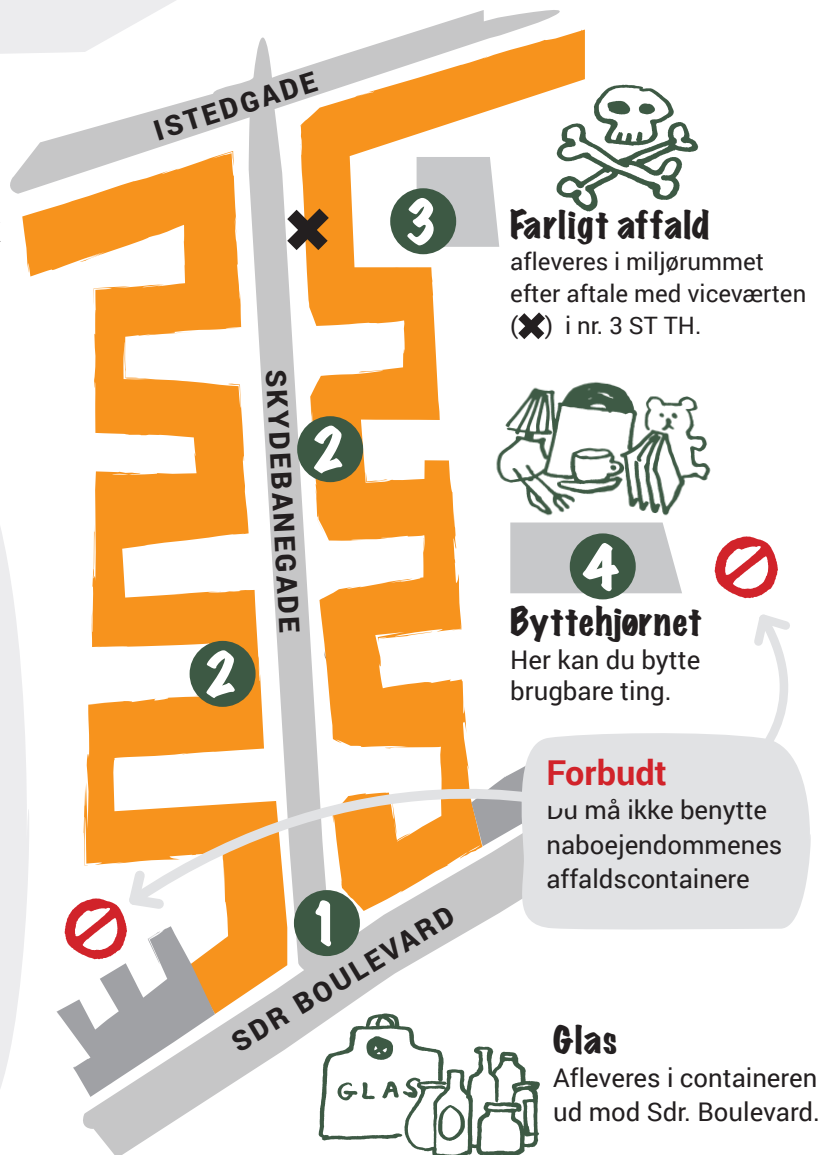 ISTEDGADE
3
Farligt affald
afleveres i miljørummet
efter aftale med viceværten
(✖) i nr. 3 ST TH.
SKYDEBANEGADE
2
4
Byttehjørnet
Her kan du bytte
brugbare ting.
2
Forbudt
Du må ikke benytte
naboejendommenes
affaldscontainere
1
SDR BOULEVARD
GLAS
Glas
Afleveres i containeren
ud mod Sdr. Boulevard.